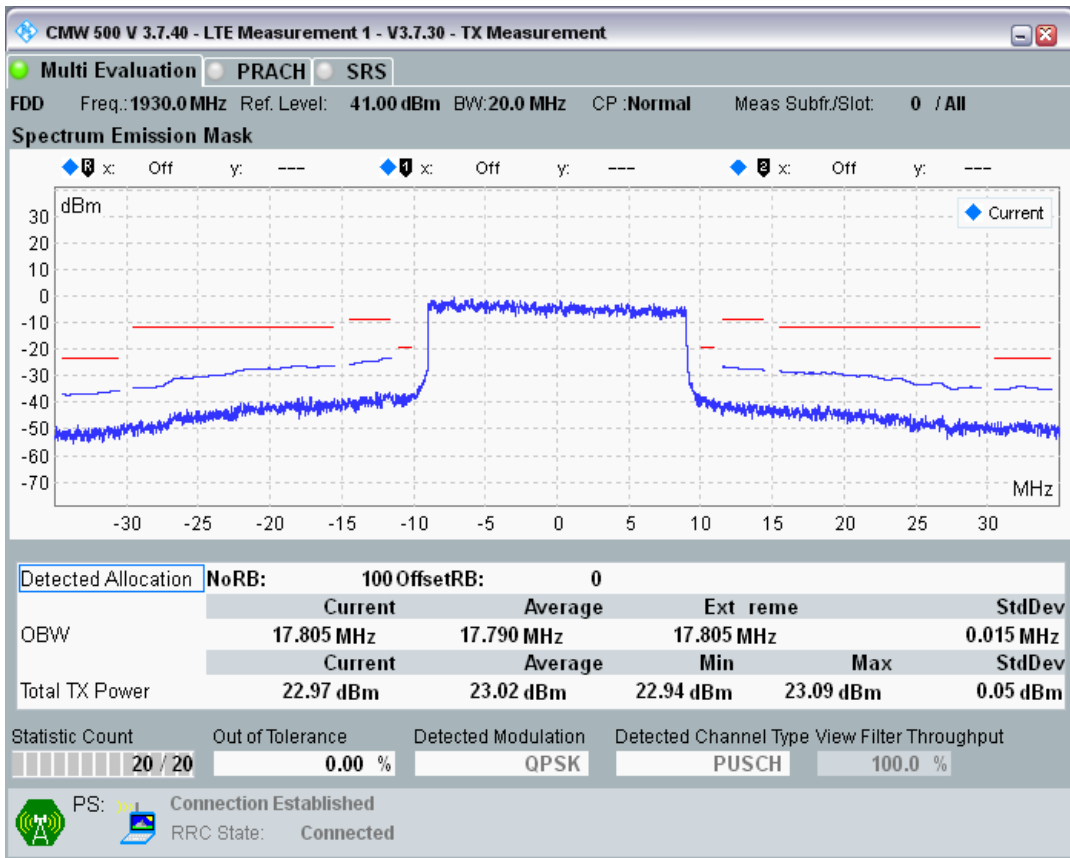 CMW 500 V 3.7.40 - LTE Measurement 1 - V3.7.30 - TX Measurement
Multi Evaluation PRACH SRS
FDD Freq.:1930.0 MHz Ref. Level: 41.00 dBm BW:20.0 MHz CP :Normal Meas Subfr./Slot: 0 / All
Spectrum Emission Mask
R x: Off y: --- 1 x: Off y: --- 2 x: Off y: ---
dBm
Current
30
20
10
0
-10
-20
-30
-40
-50
-60
-70
MHz
-30 -25 -20 -15 -10 -5 0 5 10 15 20 25 30
Detected Allocation NoRB: 100 OffsetRB: 0
Current Average Ext reme StdDev
OBW 17.805 MHz 17.790 MHz 17.805 MHz 0.015 MHz
Current Average Min Max StdDev
Total TX Power 22.97 dBm 23.02 dBm 22.94 dBm 23.09 dBm 0.05 dBm
Statistic Count Out of Tolerance Detected Modulation Detected Channel Type View Filter Throughput
20 / 20 0.00 % QPSK PUSCH 100.0 %
PS: Connection Established
RRC State: Connected